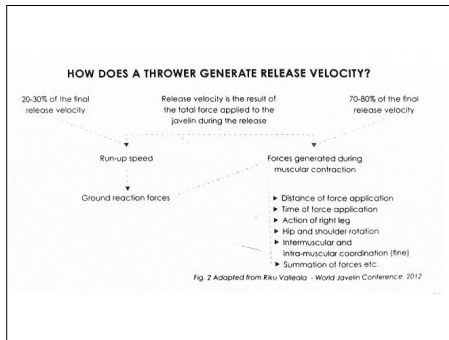 HOW DOES A THROWER GENERATE RELEASE VELOCITY?
20-30% of the final
release velocity
Release velocity is the result of
the total force applied to the
javelin during the release
70-80% of the final
release velocity
Run-up speed
Forces generated during
muscular contraction
Ground reaction forces
► Distance of force application
► Time of force application
► Action of right leg
► Hip and shoulder rotation
► Intermuscular and
intra-muscular coordination (fine)
► Summation of forces etc.
Fig. 2 Adapted from Riku Valleala - World Javelin Conference. 2012